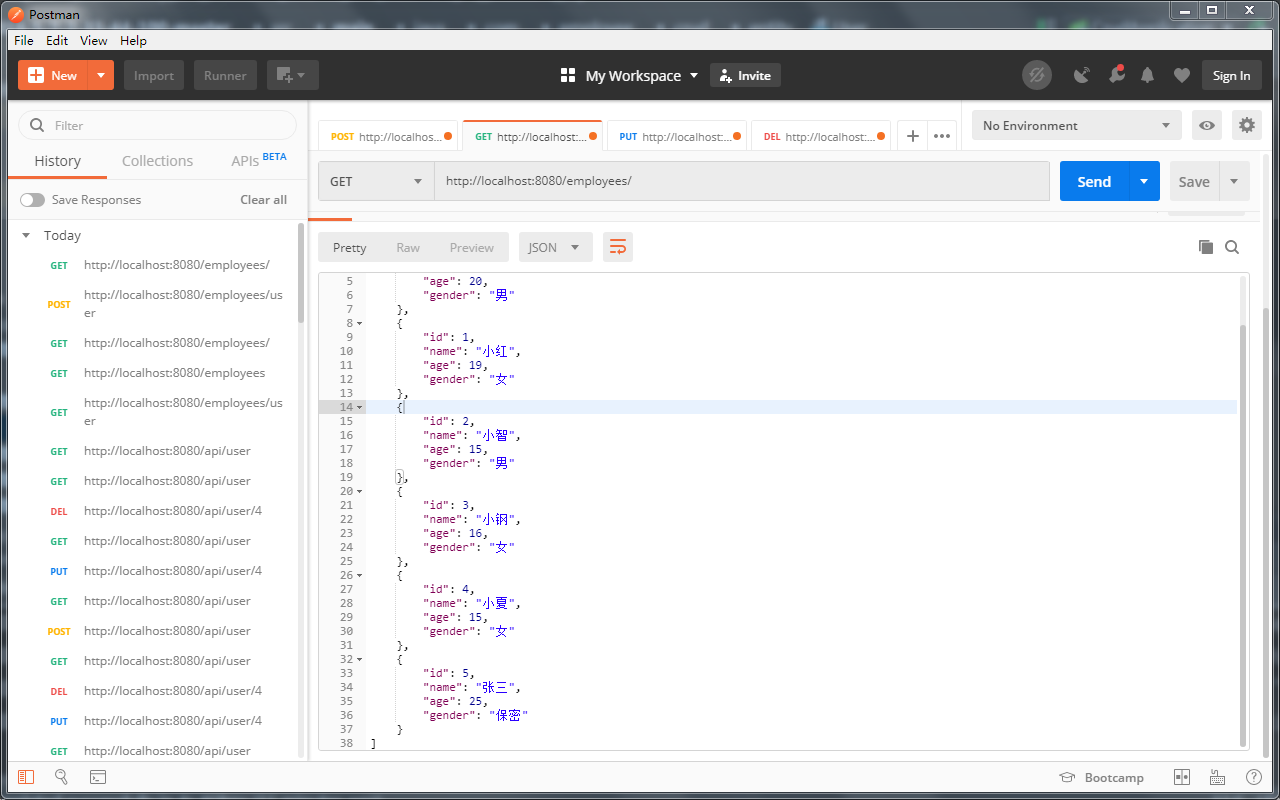 Postman
File Edit View Help
New Import Runner My Workspace Invite Sign In
Filter
History Collections APIs BETA
Save Responses Clear all
Today
GET http://localhost:8080/employees/
POST http://localhost:8080/employees/us
er
GET http://localhost:8080/employees/
GET http://localhost:8080/employees
GET http://localhost:8080/employees/us
er
GET http://localhost:8080/api/user
GET http://localhost:8080/api/user
DEL http://localhost:8080/api/user/4
GET http://localhost:8080/api/user
PUT http://localhost:8080/api/user/4
GET http://localhost:8080/api/user
POST http://localhost:8080/api/user
GET http://localhost:8080/api/user
DEL http://localhost:8080/api/user/4
PUT http://localhost:8080/api/user/4
GET http://localhost:8080/api/user
POST http://localhos... GET http://localhost:... PUT http://localhost:... DEL http://localhost:... + ••• No Environment
GET http://localhost:8080/employees/ Send Save
Pretty Raw Preview JSON
5 "age": 20,
6 "gender": "男"
7 },
8 {
9 "id": 1,
10 "name": "小红",
11 "age": 19,
12 "gender": "女"
13 },
14 {
15 "id": 2,
16 "name": "小智",
17 "age": 15,
18 "gender": "男"
19 },
20 {
21 "id": 3,
22 "name": "小钢",
23 "age": 16,
24 "gender": "女"
25 },
26 {
27 "id": 4,
28 "name": "小夏",
29 "age": 15,
30 "gender": "女"
31 },
32 {
33 "id": 5,
34 "name": "张三",
35 "age": 25,
36 "gender": "保密"
37 }
38 ]
Bootcamp